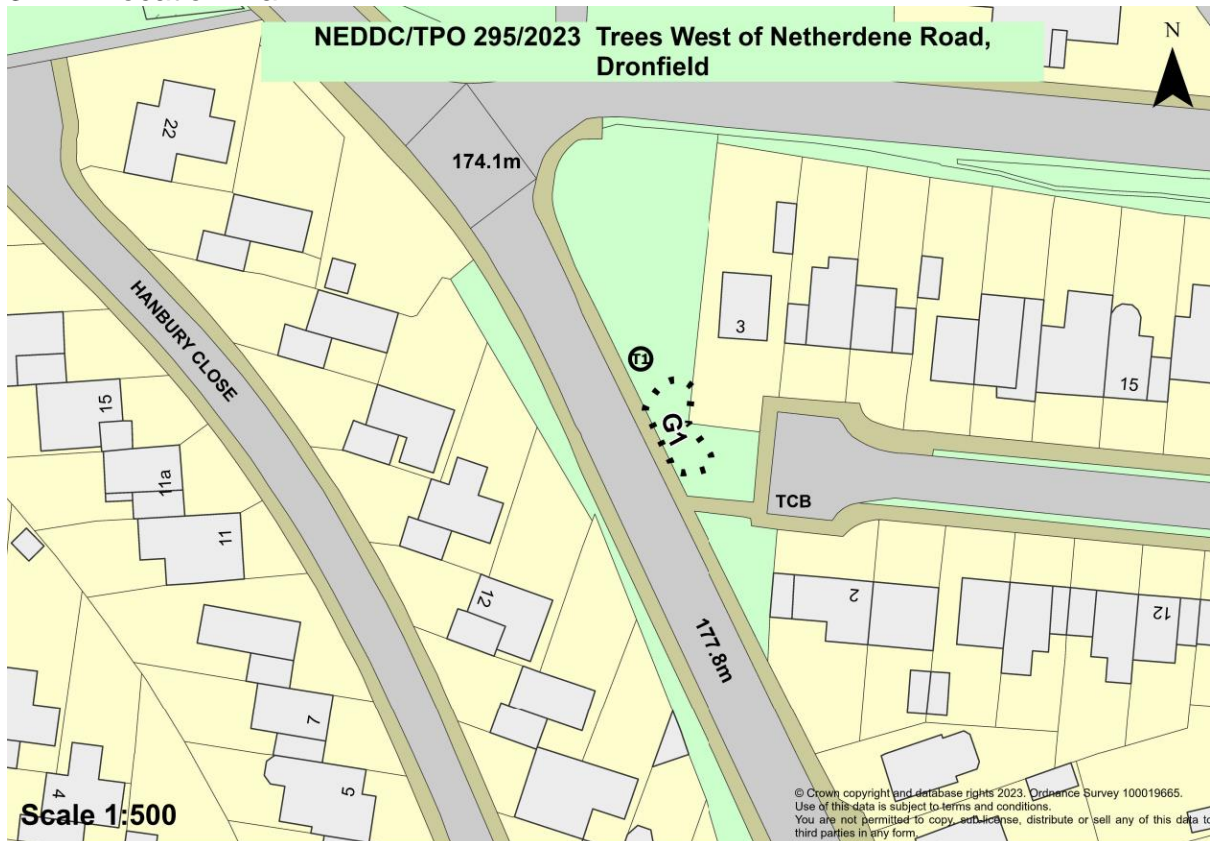 NEDDC/TPO 295/2023 Trees West of Netherdene Road,
Dronfield
N
22
174.1m
HANBURY CLOSE
3
15
T1
15
G1
11a
TCB
11
2
12
12
177.8m
7
4
5
Scale 1:500
© Crown copyright and database rights 2023. Ordnance Survey 100019665.
Use of this data is subject to terms and conditions.
You are not permitted to copy, sub-license, distribute or sell any of this data to
third parties in any form.